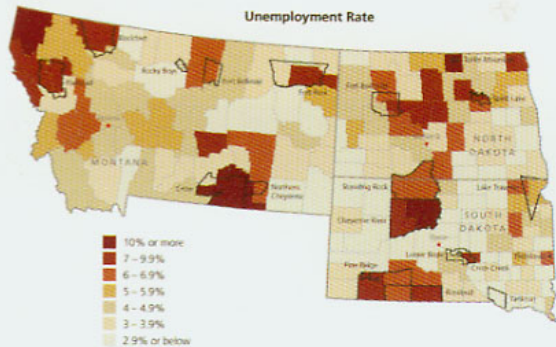 Unemployment Rate
Blackfeet
Turtle Mountain
Rocky Boys
Fort Belknap
Flathead
Fort Peck
Spirit Lake
MONTANA
NORTH
DAKOTA
Crow
Northern
Cheyenne
Standing Rock
Lake Traverse
Cheyenne River
SOUTH
DAKOTA
Lower Brule
Crow Creek
Pine Ridge
Rosebud
Yankton
10% or more
7 – 9.9%
6 – 6.9%
5 – 5.9%
4 – 4.9%
3 – 3.9%
2.9% or below